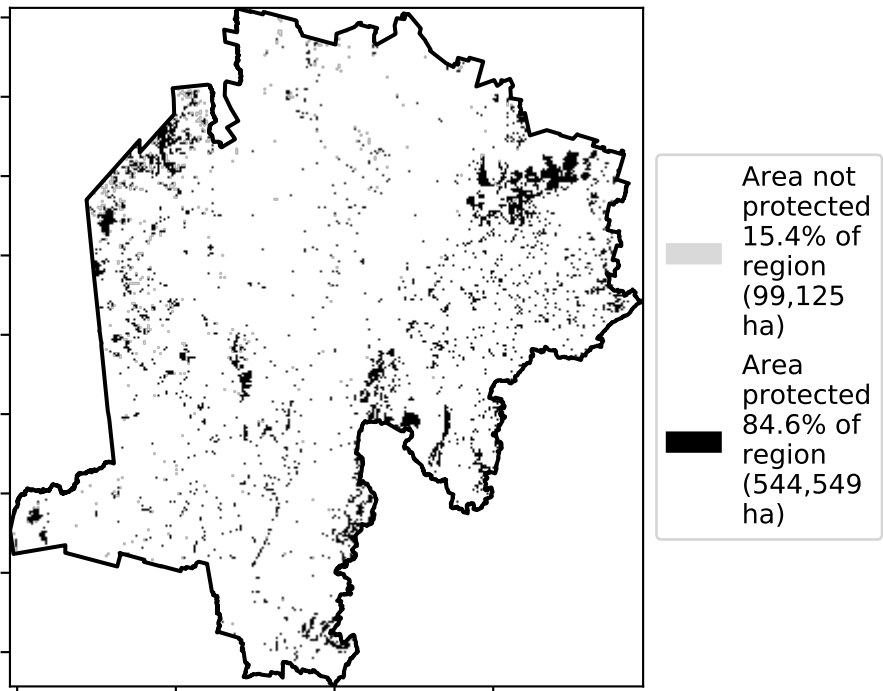 Area not
protected
15.4% of
region
(99,125
ha)
Area
protected
84.6% of
region
(544,549
ha)